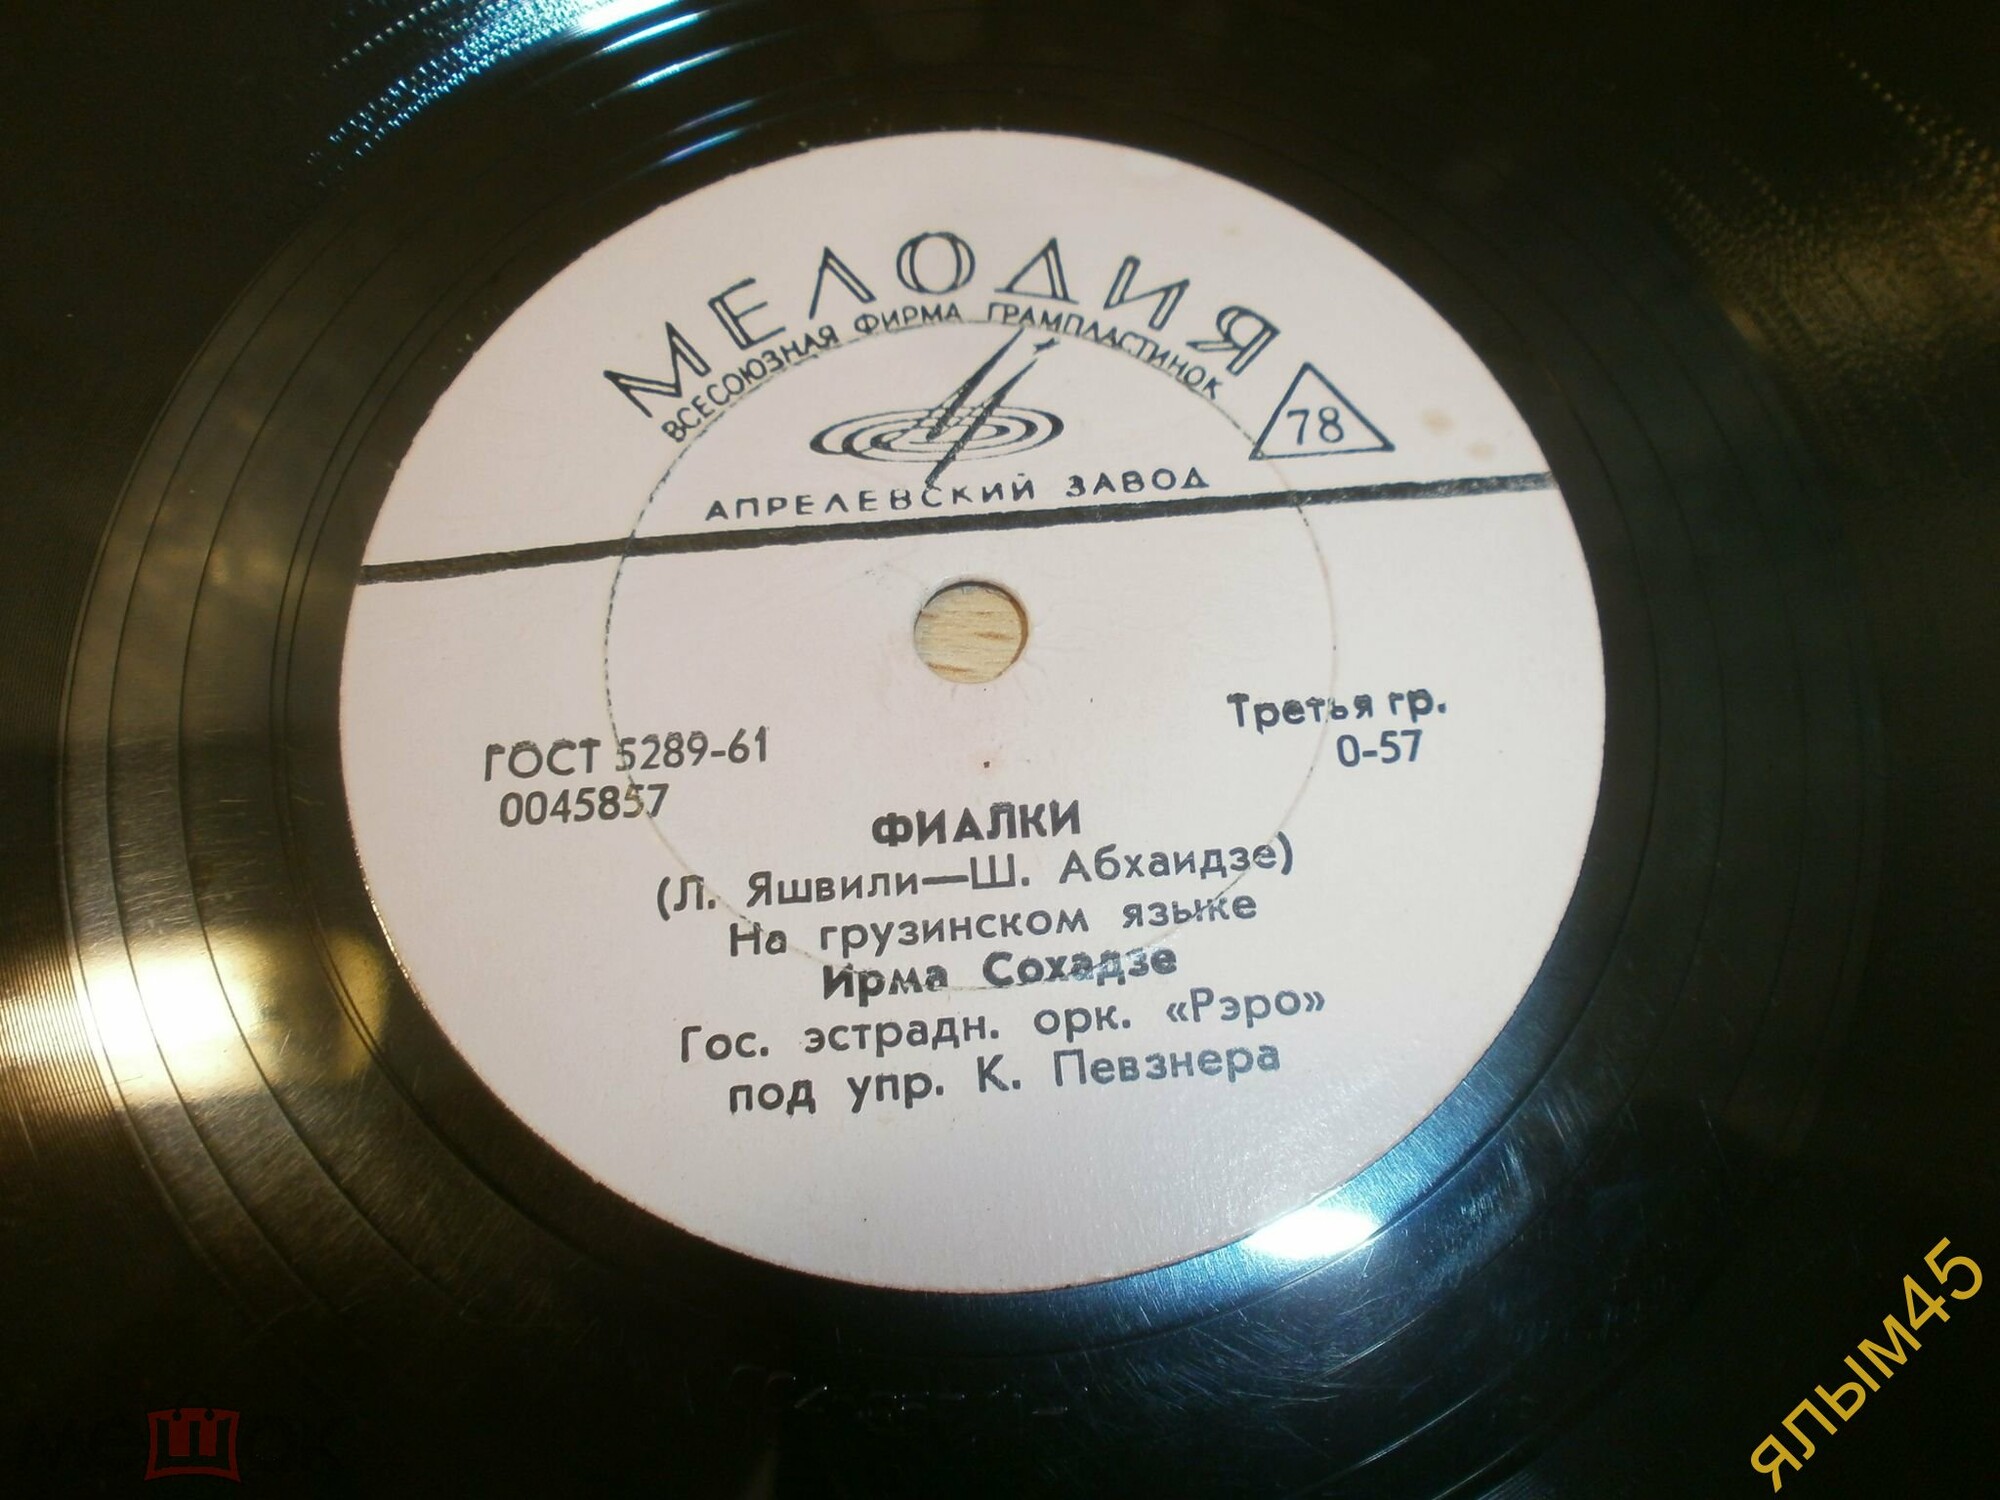 МЕЛОДИЯ
ВСЕСОЮЗНАЯ ФИРМА ГРАМПЛАСТИНОК
78
АПРЕЛЕВСКИЙ ЗАВОД
Третья гр.
0-57
ГОСТ 5289-61
0045857
ФИАЛКИ
(Л. Яшвили—Ш. Абхаидзе)
На грузинском языке
Ирма Сохадзе
Гос. эстрадн. орк. «Рэро»
под упр. К. Певзнера
ялым45
мешок